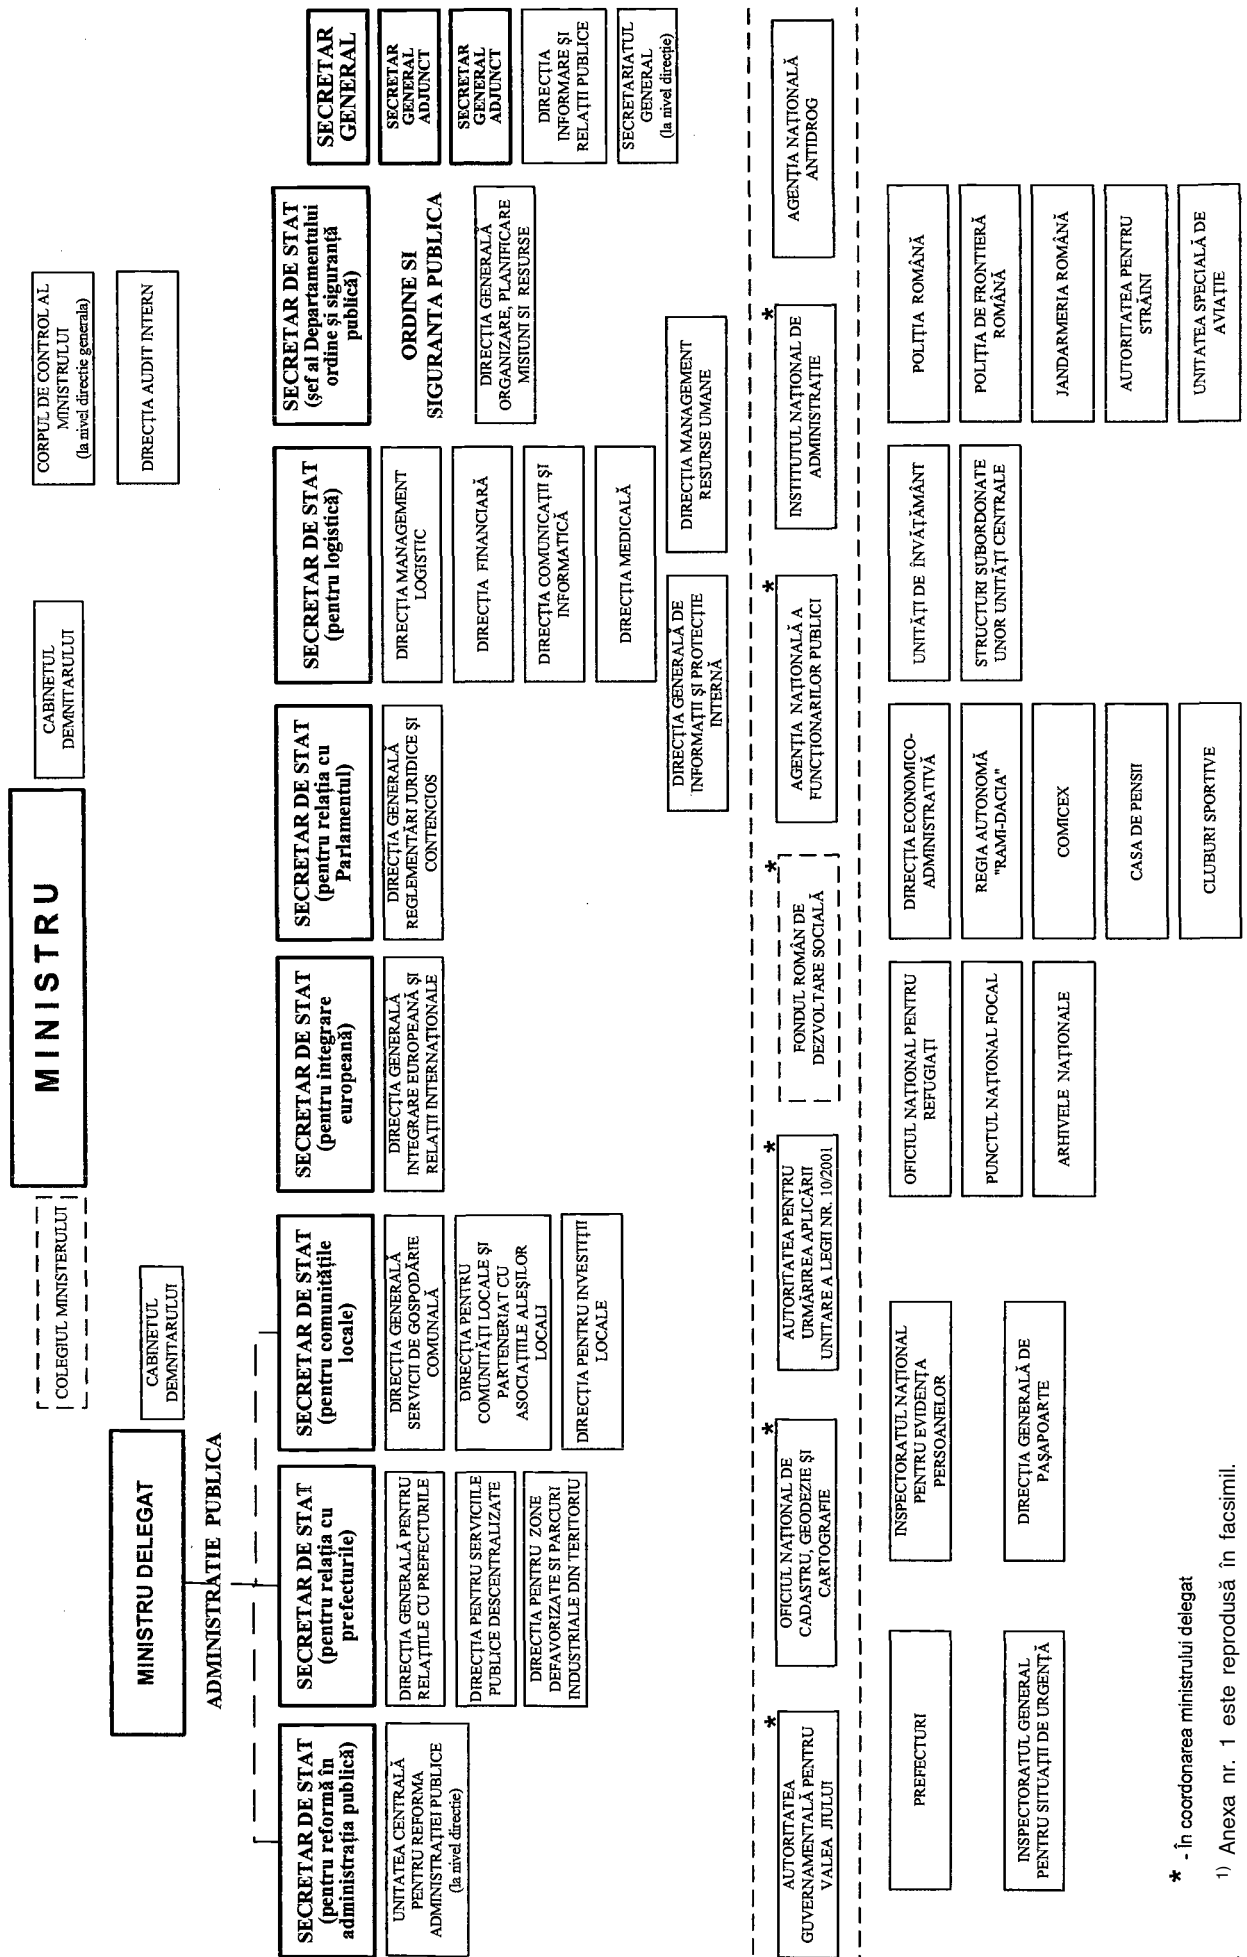 MINISTRU
COLEGIUL MINISTERULUI
CABINETUL
DEMNITARULUI
CORPUL DE CONTROL AL
MINISTRULUI
(la nivel directie generala)
DIRECȚIA AUDIT INTERN
MINISTRU DELEGAT
CABINETUL
DEMNITARULUI
ADMINISTRATIE PUBLICA
SECRETAR DE STAT
(pentru reformă în
administrația publică)
UNITATEA CENTRALĂ
PENTRU REFORMA
ADMINISTRAȚIEI PUBLICE
(la nivel directie)
SECRETAR DE STAT
(pentru relația cu
prefecturile)
DIRECȚIA GENERALĂ PENTRU
RELAȚIILE CU PREFECTURILE
DIRECȚIA PENTRU SERVICIILE
PUBLICE DESCENTRALIZATE
DIRECTIA PENTRU ZONE
DEFAVORIZATE SI PARCURI
INDUSTRIALE DIN TERITORIU
SECRETAR DE STAT
(pentru comunitățile
locale)
DIRECȚIA GENERALĂ
SERVICII DE GOSPODĂRIE
COMUNALĂ
DIRECȚIA PENTRU
COMUNITĂȚI LOCALE ȘI
PARTENERIAT CU
ASOCIAȚIILE ALEȘILOR
LOCALI
DIRECȚIA PENTRU INVESTIȚII
LOCALE
SECRETAR DE STAT
(pentru integrare
europeană)
DIRECȚIA GENERALĂ
INTEGRARE EUROPEANĂ ȘI
RELAȚII INTERNAȚIONALE
SECRETAR DE STAT
(pentru relația cu
Parlamentul)
DIRECȚIA GENERALĂ
REGLEMENTĂRI JURIDICE ȘI
CONTENCIOS
SECRETAR DE STAT
(pentru logistică)
DIRECȚIA MANAGEMENT
LOGISTIC
DIRECȚIA FINANCIARĂ
DIRECȚIA COMUNICAȚII ȘI
INFORMATICĂ
DIRECȚIA MEDICALĂ
SECRETAR DE STAT
(șef al Departamentului
ordine și siguranță
publică)
ORDINE SI
SIGURANTA PUBLICA
DIRECȚIA GENERALĂ
ORGANIZARE, PLANIFICARE
MISIUNI SI RESURSE
SECRETAR
GENERAL
SECRETAR
GENERAL
ADJUNCT
SECRETAR
GENERAL
ADJUNCT
DIRECȚIA
INFORMARE ȘI
RELAȚII PUBLICE
SECRETARIATUL
GENERAL
(la nivel direcție)
DIRECȚIA GENERALĂ DE
INFORMAȚII ȘI PROTECȚIE
INTERNĂ
DIRECȚIA MANAGEMENT
RESURSE UMANE
*
AUTORITATEA
GUVERNAMENTALĂ PENTRU
VALEA JIULUI
*
OFICIUL NAȚIONAL DE
CADASTRU, GEODEZIE ȘI
CARTOGRAFIE
*
AUTORITATEA PENTRU
URMĂRIREA APLICĂRII
UNITARE A LEGII NR. 10/2001
*
FONDUL ROMÂN DE
DEZVOLTARE SOCIALĂ
*
AGENȚIA NAȚIONALĂ A
FUNCȚIONARILOR PUBLICI
*
INSTITUTUL NAȚIONAL DE
ADMINISTRAȚIE
AGENȚIA NAȚIONALĂ
ANTIDROG
PREFECTURI
INSPECTORATUL GENERAL
PENTRU SITUAȚII DE URGENȚĂ
INSPECTORATUL NAȚIONAL
PENTRU EVIDENȚA
PERSOANELOR
DIRECȚIA GENERALĂ DE
PAȘAPOARTE
OFICIUL NAȚIONAL PENTRU
REFUGIAȚI
PUNCTUL NAȚIONAL FOCAL
ARHIVELE NAȚIONALE
DIRECȚIA ECONOMICO-
ADMINISTRATIVĂ
REGIA AUTONOMĂ
"RAMI-DACIA"
COMICEX
CASA DE PENSII
CLUBURI SPORTIVE
UNITĂȚI DE ÎNVĂȚĂMÂNT
STRUCTURI SUBORDONATE
UNOR UNITĂȚI CENTRALE
POLIȚIA ROMÂNĂ
POLIȚIA DE FRONTIERĂ
ROMÂNĂ
JANDARMERIA ROMÂNĂ
AUTORITATEA PENTRU
STRĂINI
UNITATEA SPECIALĂ DE
AVIAȚIE
* - în coordonarea ministrului delegat
1) Anexa nr. 1 este reprodusă în facsimil.